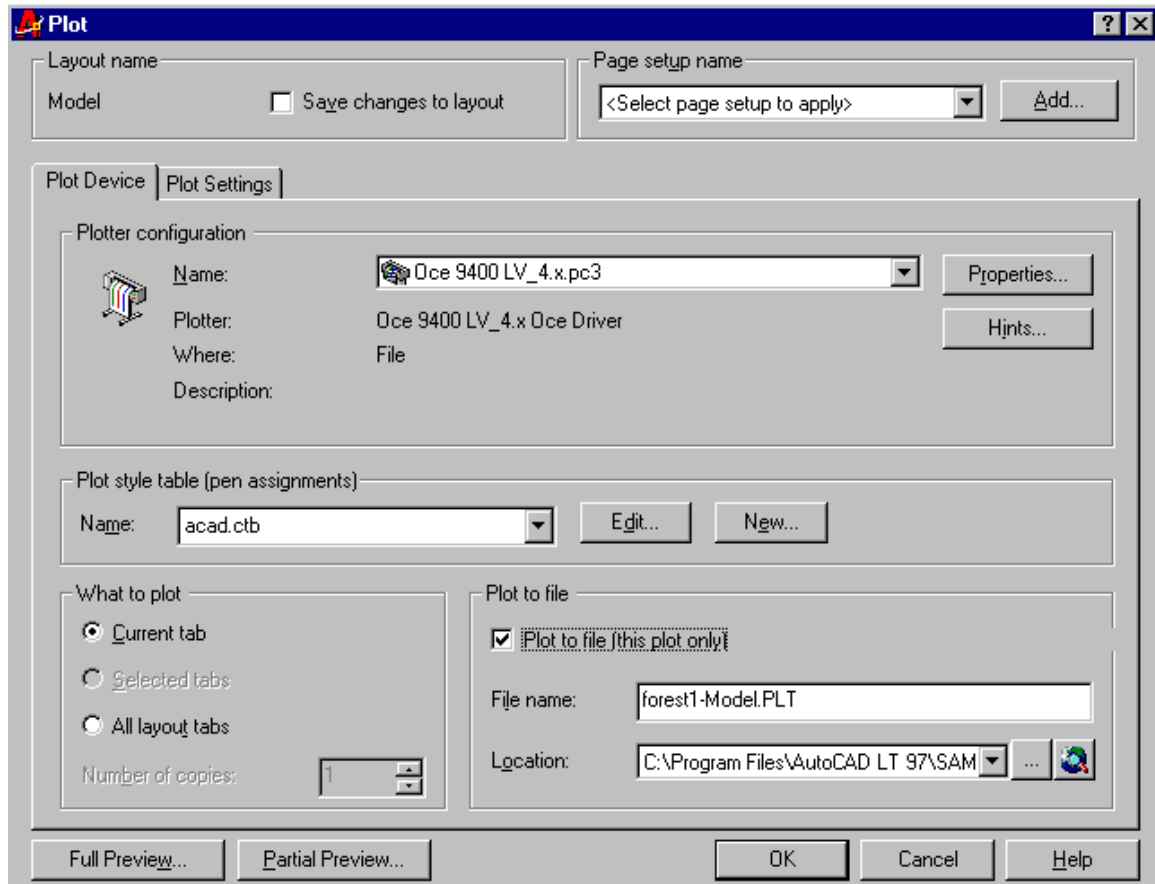 Plot
Layout name
Model
Save changes to layout
Page setup name
<Select page setup to apply>
Add...
Plot Device
Plot Settings
Plotter configuration
Name:
Oce 9400 LV_4.x.pc3
Properties...
Plotter:
Oce 9400 LV_4.x Oce Driver
Hints...
Where:
File
Description:
Plot style table (pen assignments)
Name:
acad.ctb
Edit...
New...
What to plot
Current tab
Selected tabs
All layout tabs
Number of copies:
1
Plot to file
Plot to file (this plot only)
File name:
forest1-Model.PLT
Location:
C:\Program Files\AutoCAD LT 97\SAM
...
Full Preview...
Partial Preview...
OK
Cancel
Help